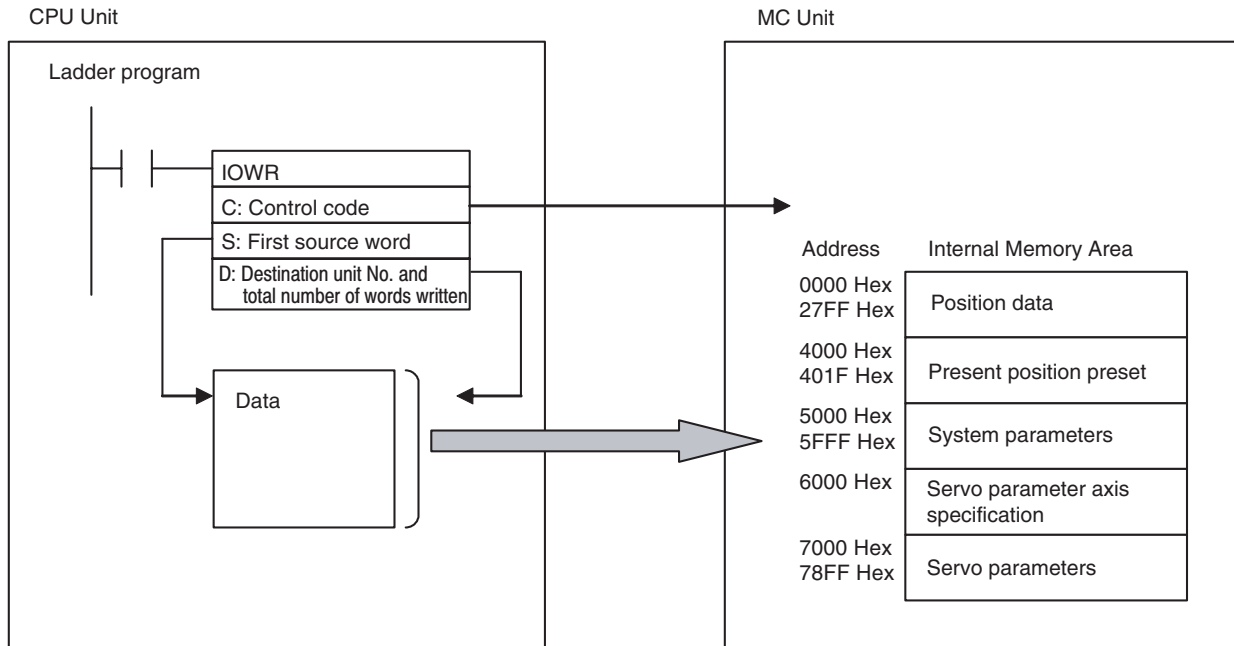 CPU Unit
MC Unit
Ladder program
IOWR
C: Control code
S: First source word
D: Destination unit No. and
total number of words written
Data
Address
Internal Memory Area
0000 Hex
27FF Hex
Position data
4000 Hex
401F Hex
Present position preset
5000 Hex
5FFF Hex
System parameters
6000 Hex
Servo parameter axis
specification
7000 Hex
78FF Hex
Servo parameters